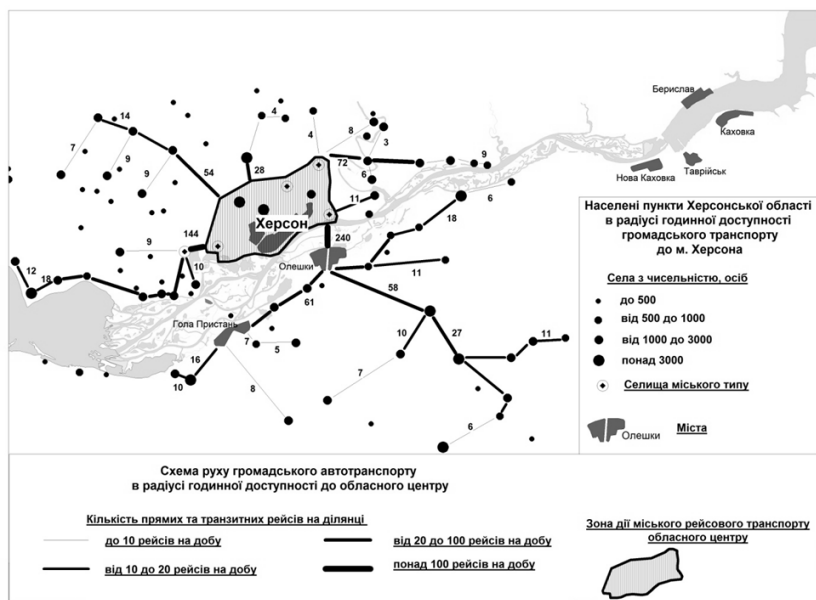 Берислав
Каховка
Нова Каховка
Таврійськ
14
4
7
9
9
54
28
4
8
3
72
6
9
11
6
18
Херсон
144
240
9
10
12
18
Олешки
11
61
58
Гола Пристань
7
5
16
10
8
10
27
11
7
6
Населені пункти Херсонської області
в радіусі годинної доступності
громадського транспорту
до м. Херсона
Села з чисельністю, осіб
до 500
від 500 до 1000
від 1000 до 3000
понад 3000
Селища міського типу
Олешки
Міста
Схема руху громадського автотранспорту
в радіусі годинної доступності до обласного центру
Кількість прямих та транзитних рейсів на ділянці
до 10 рейсів на добу
від 10 до 20 рейсів на добу
від 20 до 100 рейсів на добу
понад 100 рейсів на добу
Зона дії міського рейсового транспорту
обласного центру